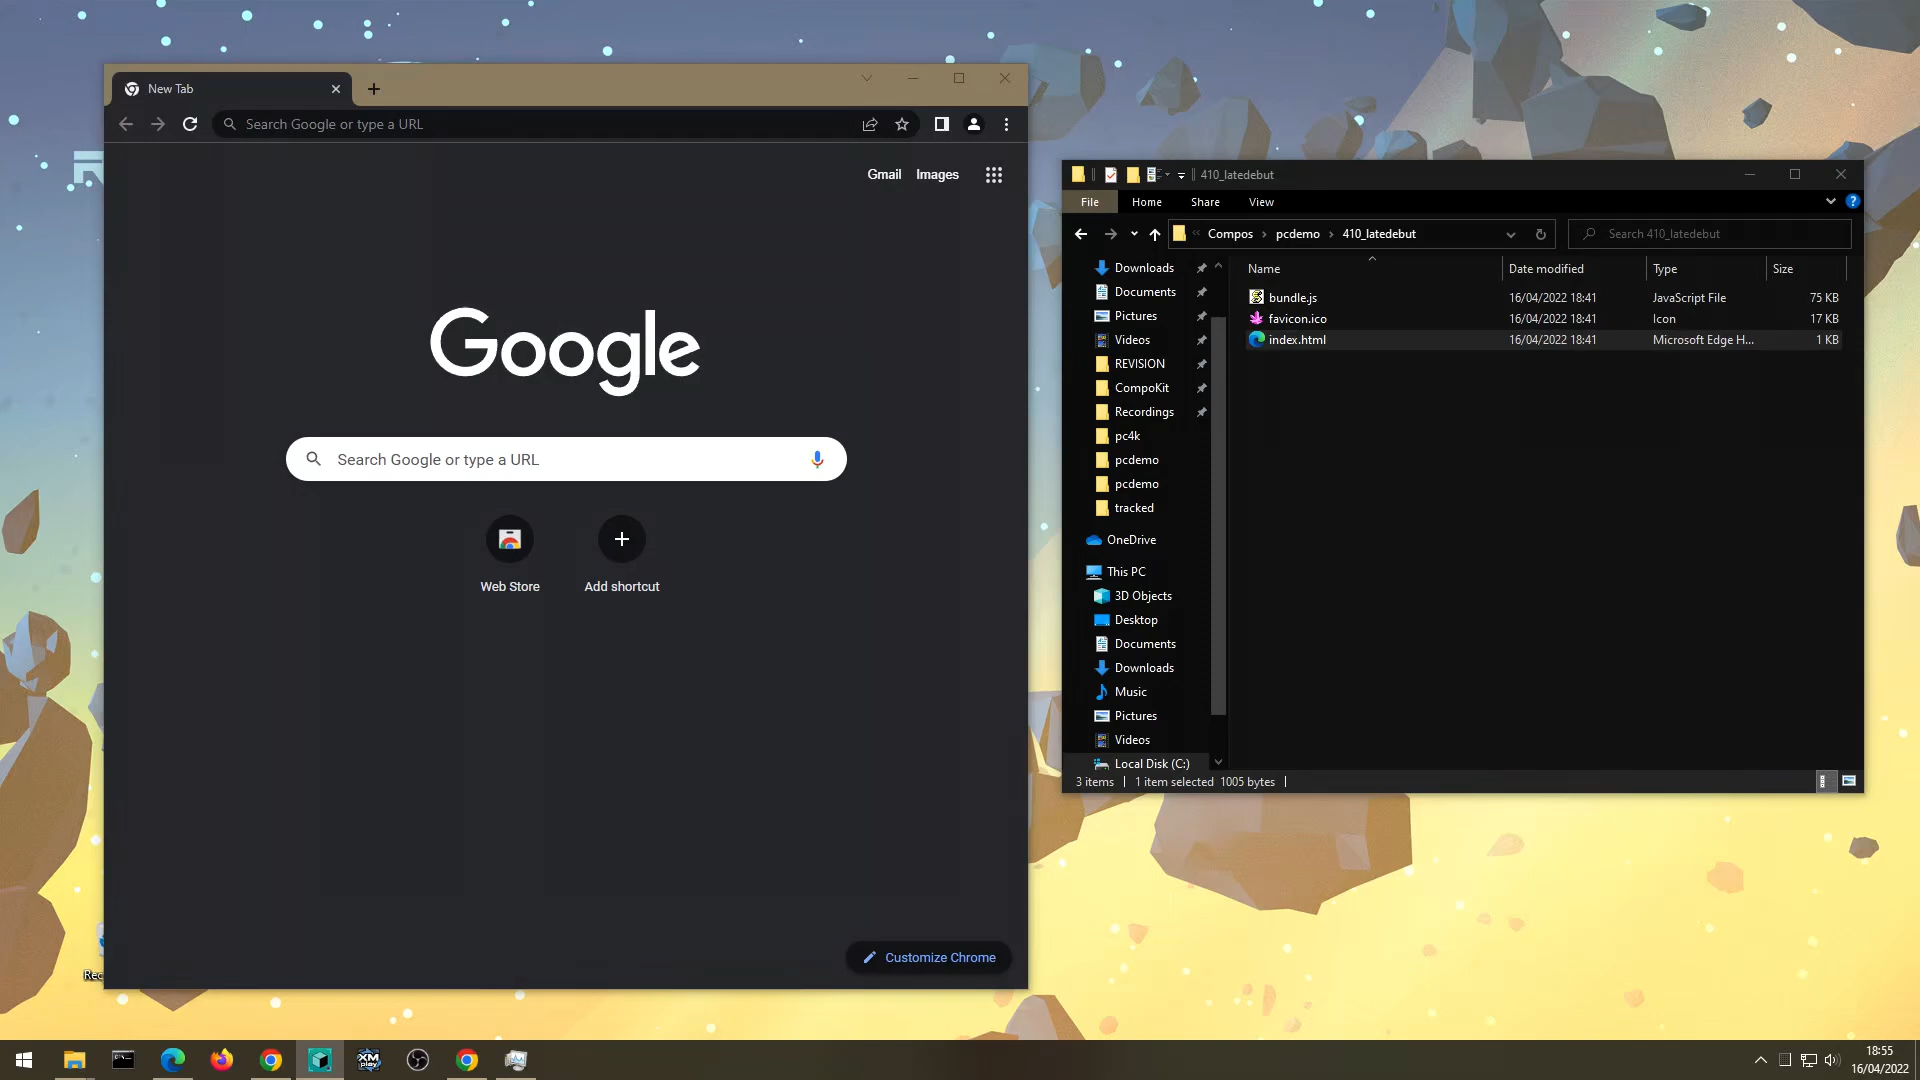 New Tab
Search Google or type a URL
Gmail Images
Google
Search Google or type a URL
Web Store Add shortcut
Customize Chrome
410_latedebut
File Home Share View
Compos pcdemo 410_latedebut
Search 410_latedebut
Downloads
Documents
Pictures
Videos
REVISION
CompoKit
Recordings
pc4k
pcdemo
pcdemo
tracked
OneDrive
This PC
3D Objects
Desktop
Documents
Downloads
Music
Pictures
Videos
Local Disk (C:)
Name Date modified Type Size
bundle.js 16/04/2022 18:41 JavaScript File 75 KB
favicon.ico 16/04/2022 18:41 Icon 17 KB
index.html 16/04/2022 18:41 Microsoft Edge H... 1 KB
3 items 1 item selected 1005 bytes
Rec
XM
play
18:55
16/04/2022